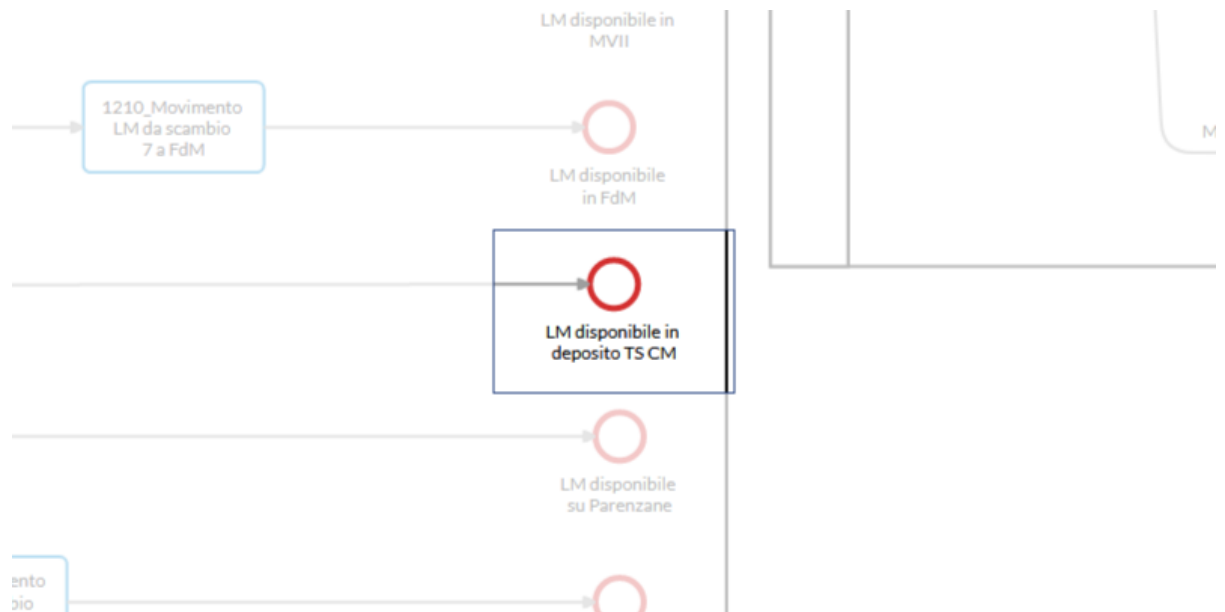 LM disponibile in
MVII
1210_Movimento
LM da scambio
7 a FdM
LM disponibile
in FdM
M
LM disponibile in
deposito TS CM
LM disponibile
su Parenzane
ento
bio